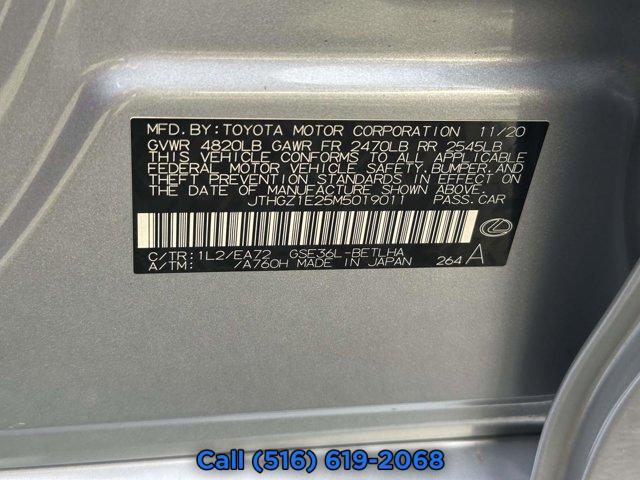 MFD.BY:TOYOTA MOTOR CORPORATION 11/20
GVWR 4820LB GAWR FR 2470LB RR 2545LB
THIS VEHICLE CONFORMS TO ALL APPLICABLE
FEDERAL MOTOR VEHICLE SAFETY,BUMPER,AND
THEFT PREVENTION STANDARDS IN EFFECT ON
THE DATE OF MANUFACTURE SHOWN ABOVE.
JTHGZ1E25M5019011 PASS.CAR
C/TR:1L2/EA72 GSE36L-BETLHA
A/TM: /A760H MADE IN JAPAN 264 A
Call (516) 619-2068